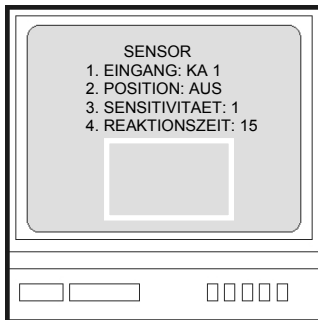 SENSOR
1. EINGANG: KA 1
2. POSITION: AUS
3. SENSITIVITAET: 1
4. REAKTIONSZEIT: 15